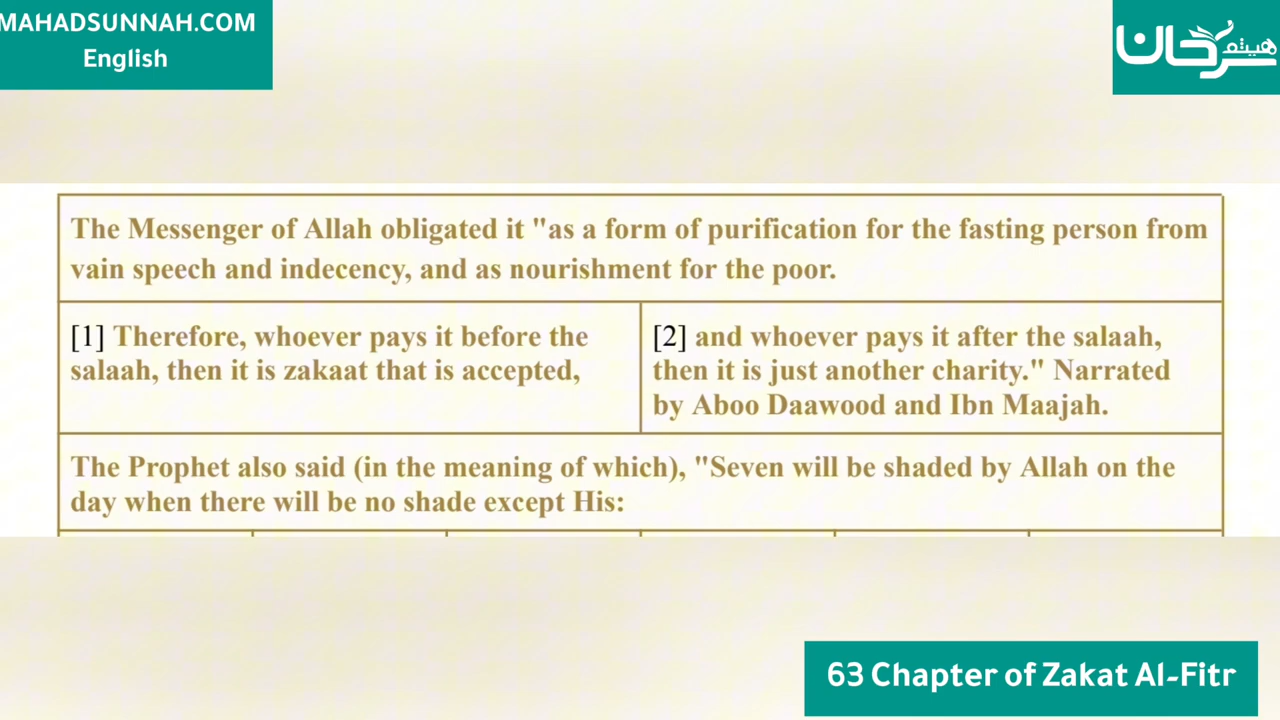 MAHADSUNNAH.COM
English
هيثم
سرحان
The Messenger of Allah obligated it "as a form of purification for the fasting person from
vain speech and indecency, and as nourishment for the poor.
[1] Therefore, whoever pays it before the
salaah, then it is zakaat that is accepted,
[2] and whoever pays it after the salaah,
then it is just another charity." Narrated
by Aboo Daawood and Ibn Maajah.
The Prophet also said (in the meaning of which), "Seven will be shaded by Allah on the
day when there will be no shade except His:
63 Chapter of Zakat Al-Fitr